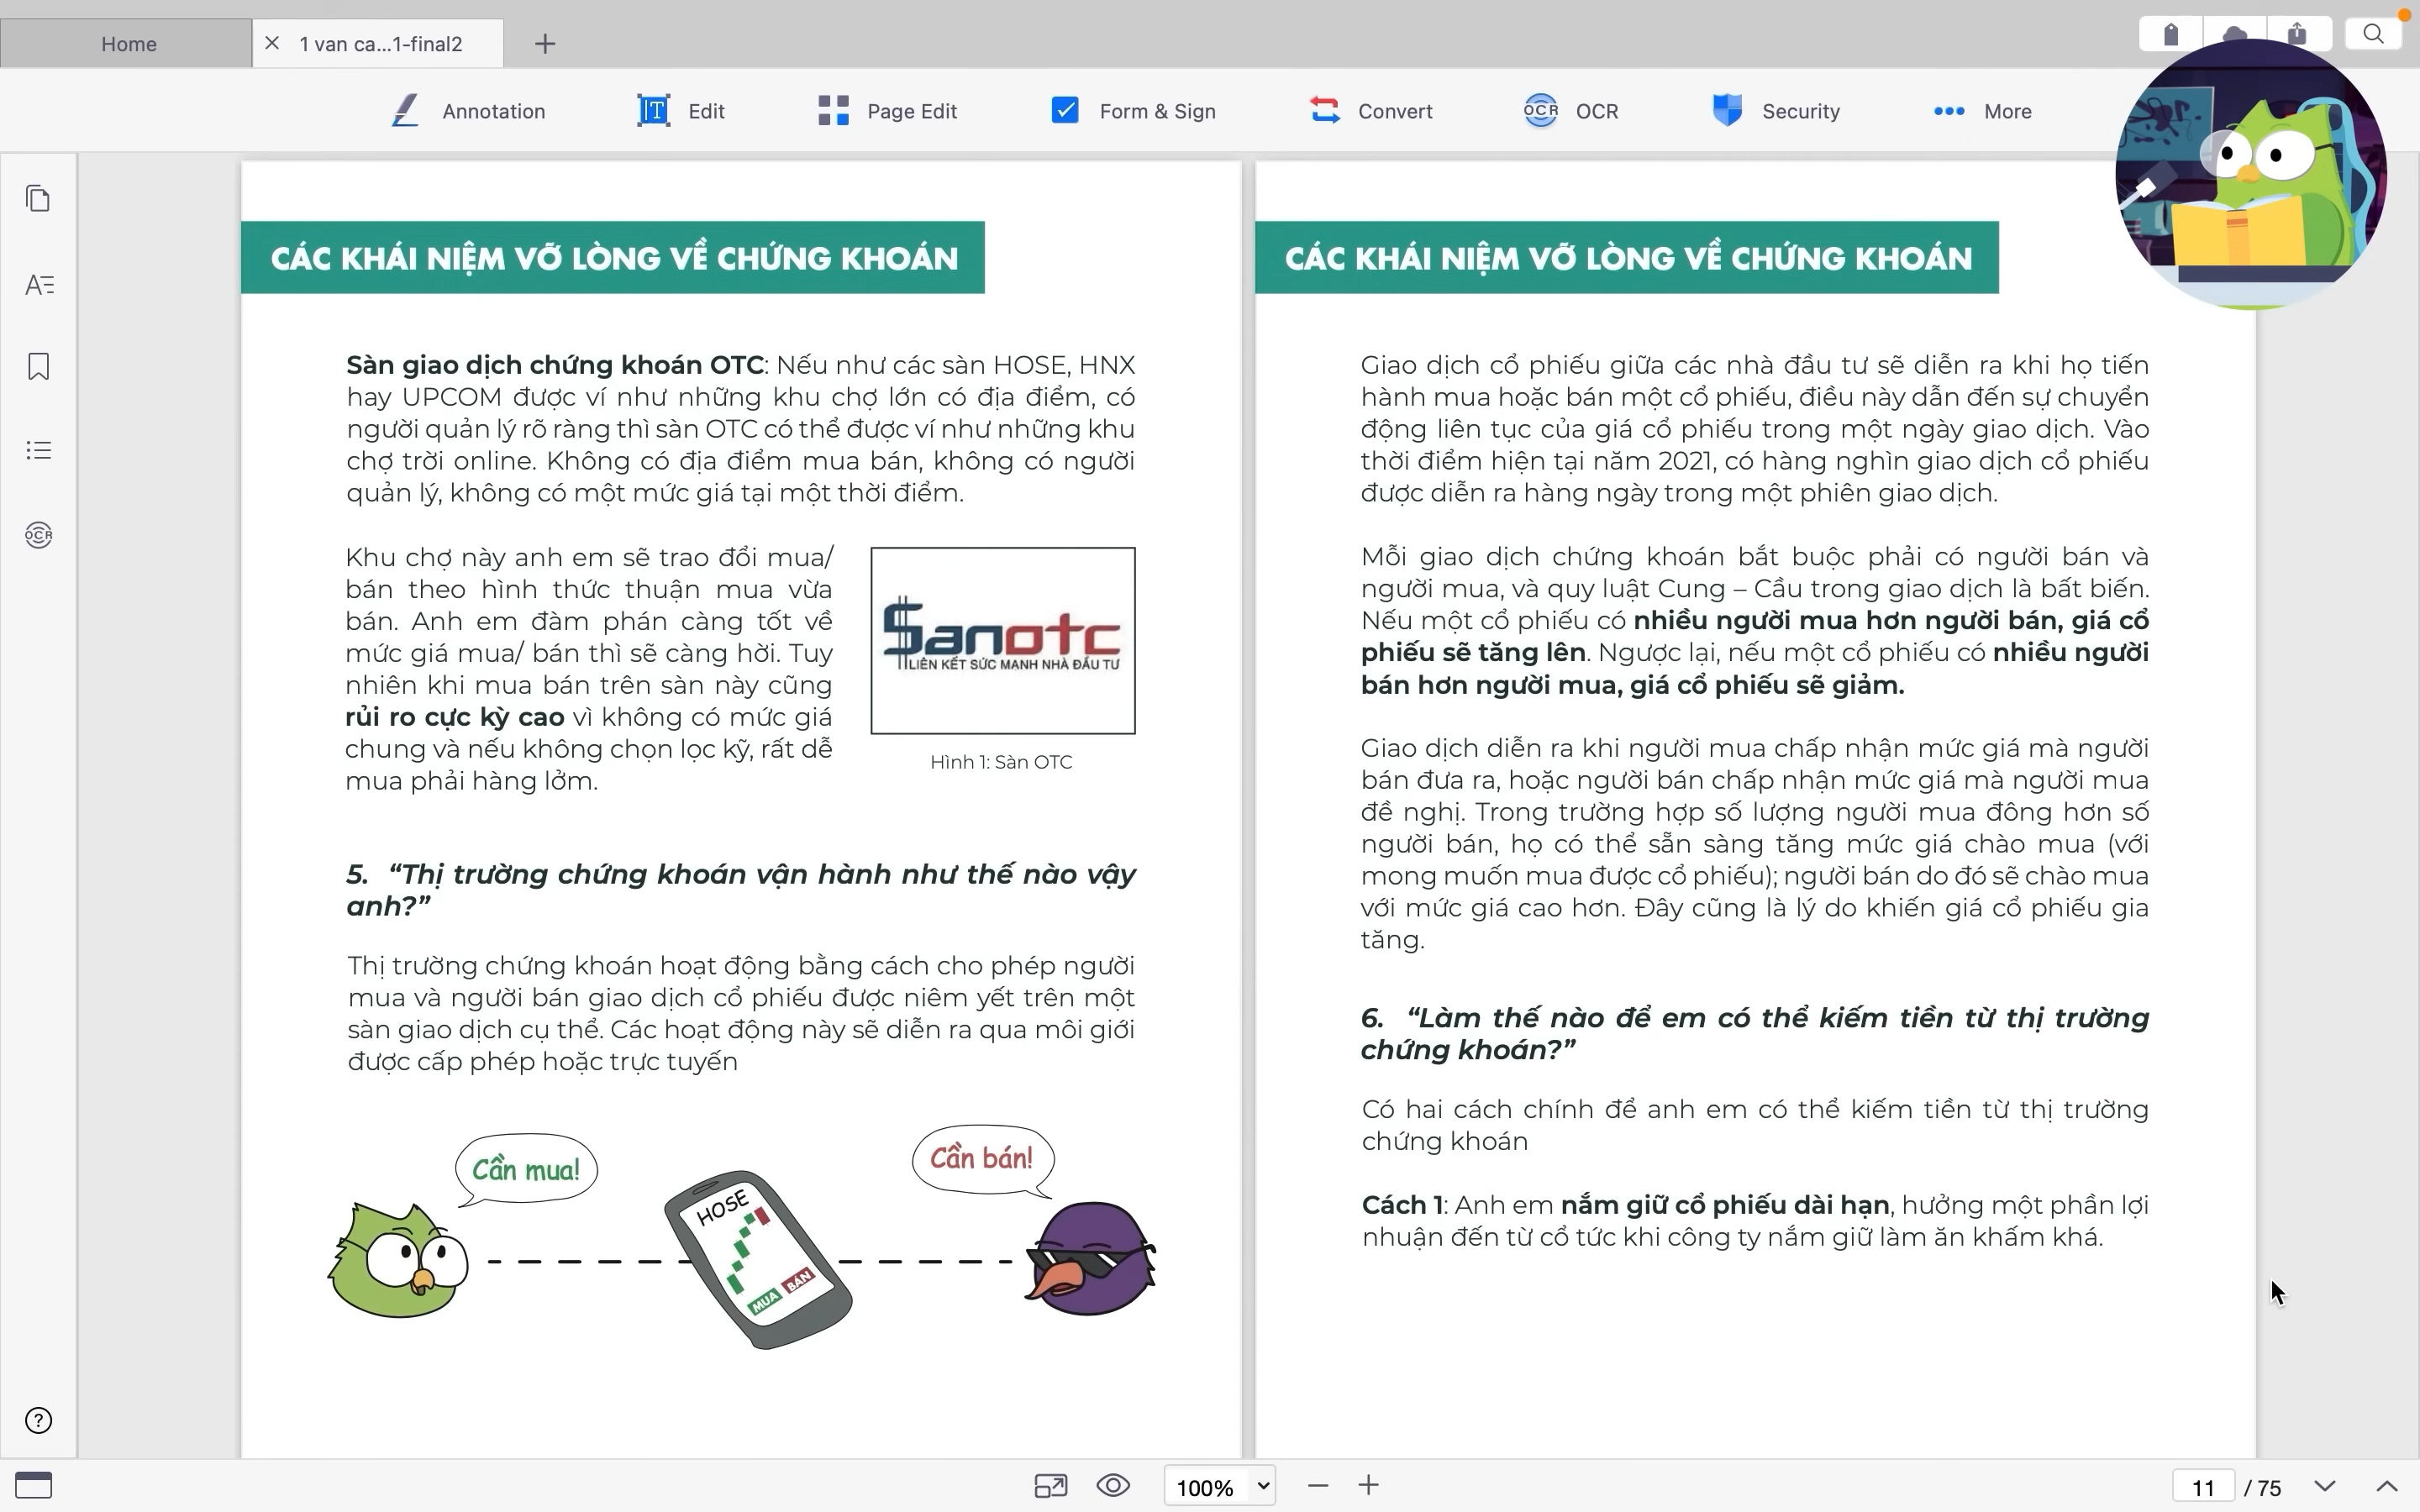 Home
1 van ca...1-final2
Annotation
Edit
Page Edit
Form & Sign
Convert
OCR
Security
More
CÁC KHÁI NIỆM VỠ LÒNG VỀ CHỨNG KHOÁN
Sàn giao dịch chứng khoán OTC: Nếu như các sàn HOSE, HNX
hay UPCOM được ví như những khu chợ lớn có địa điểm, có
người quản lý rõ ràng thì sàn OTC có thể được ví như những khu
chợ trời online. Không có địa điểm mua bán, không có người
quản lý, không có một mức giá tại một thời điểm.
Khu chợ này anh em sẽ trao đổi mua/
bán theo hình thức thuận mua vừa
bán. Anh em đàm phán càng tốt về
mức giá mua/ bán thì sẽ càng hời. Tuy
nhiên khi mua bán trên sàn này cũng
rủi ro cực kỳ cao vì không có mức giá
chung và nếu không chọn lọc kỹ, rất dễ
mua phải hàng lởm.
Sanotc
LIÊN KẾT SỨC MẠNH NHÀ ĐẦU TƯ
Hình 1: Sàn OTC
5. “Thị trường chứng khoán vận hành như thế nào vậy
anh?”
Thị trường chứng khoán hoạt động bằng cách cho phép người
mua và người bán giao dịch cổ phiếu được niêm yết trên một
sàn giao dịch cụ thể. Các hoạt động này sẽ diễn ra qua môi giới
được cấp phép hoặc trực tuyến
Cần mua!
HOSE
MUA BÁN
Cần bán!
CÁC KHÁI NIỆM VỠ LÒNG VỀ CHỨNG KHOÁN
Giao dịch cổ phiếu giữa các nhà đầu tư sẽ diễn ra khi họ tiến
hành mua hoặc bán một cổ phiếu, điều này dẫn đến sự chuyển
động liên tục của giá cổ phiếu trong một ngày giao dịch. Vào
thời điểm hiện tại năm 2021, có hàng nghìn giao dịch cổ phiếu
được diễn ra hàng ngày trong một phiên giao dịch.
Mỗi giao dịch chứng khoán bắt buộc phải có người bán và
người mua, và quy luật Cung – Cầu trong giao dịch là bất biến.
Nếu một cổ phiếu có nhiều người mua hơn người bán, giá cổ
phiếu sẽ tăng lên. Ngược lại, nếu một cổ phiếu có nhiều người
bán hơn người mua, giá cổ phiếu sẽ giảm.
Giao dịch diễn ra khi người mua chấp nhận mức giá mà người
bán đưa ra, hoặc người bán chấp nhận mức giá mà người mua
đề nghị. Trong trường hợp số lượng người mua đông hơn số
người bán, họ có thể sẵn sàng tăng mức giá chào mua (với
mong muốn mua được cổ phiếu); người bán do đó sẽ chào mua
với mức giá cao hơn. Đây cũng là lý do khiến giá cổ phiếu gia
tăng.
6. “Làm thế nào để em có thể kiếm tiền từ thị trường
chứng khoán?”
Có hai cách chính để anh em có thể kiếm tiền từ thị trường
chứng khoán
Cách 1: Anh em nắm giữ cổ phiếu dài hạn, hưởng một phần lợi
nhuận đến từ cổ tức khi công ty nắm giữ làm ăn khấm khá.
100%
11 / 75